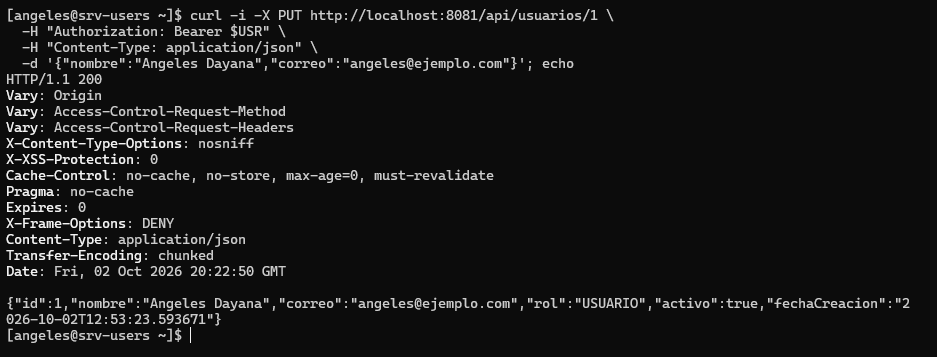 [angeles@srv-users ~]$ curl -i -X PUT http://localhost:8081/api/usuarios/1 \
  -H "Authorization: Bearer $USR" \
  -H "Content-Type: application/json" \
  -d '{"nombre":"Angeles Dayana","correo":"angeles@ejemplo.com"}'; echo
HTTP/1.1 200
Vary: Origin
Vary: Access-Control-Request-Method
Vary: Access-Control-Request-Headers
X-Content-Type-Options: nosniff
X-XSS-Protection: 0
Cache-Control: no-cache, no-store, max-age=0, must-revalidate
Pragma: no-cache
Expires: 0
X-Frame-Options: DENY
Content-Type: application/json
Transfer-Encoding: chunked
Date: Fri, 02 Oct 2026 20:22:50 GMT

{"id":1,"nombre":"Angeles Dayana","correo":"angeles@ejemplo.com","rol":"USUARIO","activo":true,"fechaCreacion":"2
026-10-02T12:53:23.593671"}
[angeles@srv-users ~]$